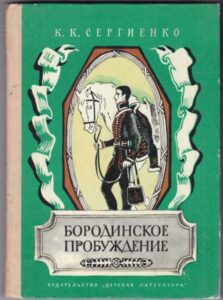 К. К. СЕРГИЕНКО
БОРОДИНСКОЕ
ПРОБУЖДЕНИЕ
ИЗДАТЕЛЬСТВО „ДЕТСКАЯ ЛИТЕРАТУРА“